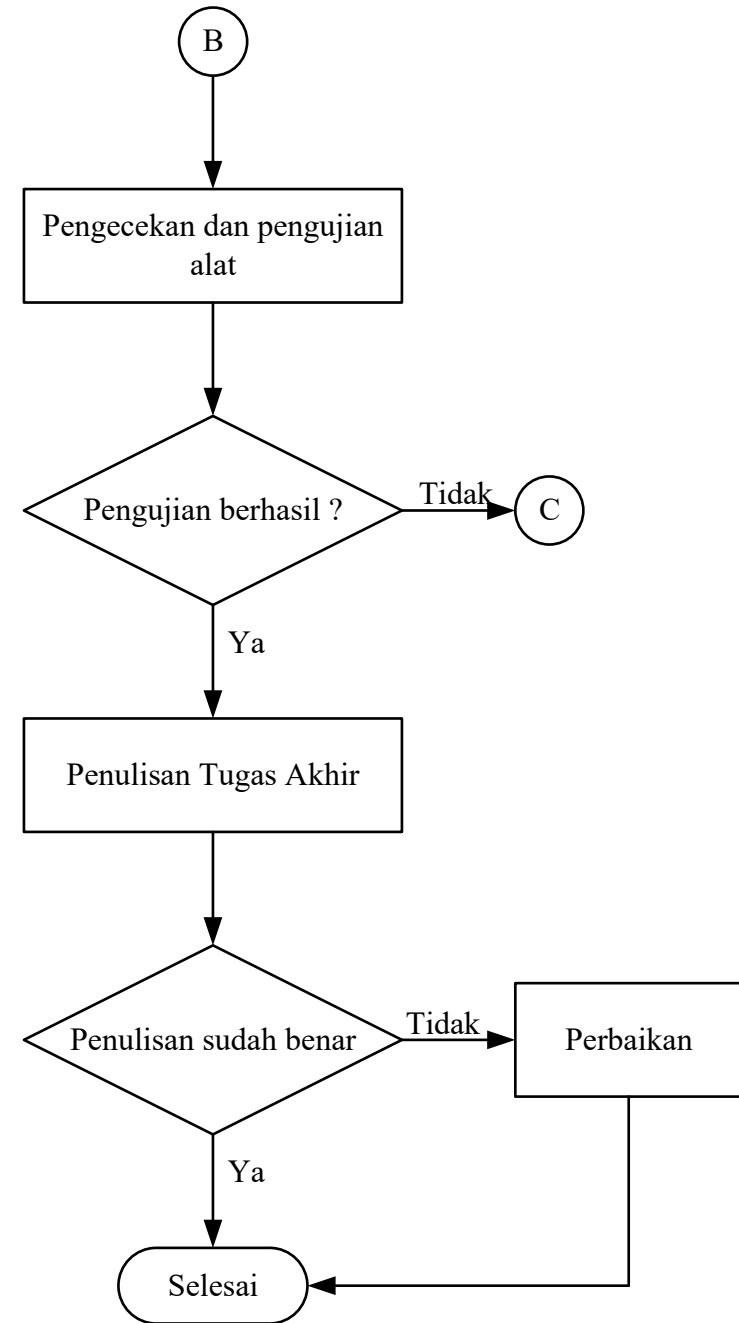 B
Pengecekan dan pengujian
alat
Pengujian berhasil ?
Tidak
C
Ya
Penulisan Tugas Akhir
Penulisan sudah benar
Tidak
Perbaikan
Ya
Selesai